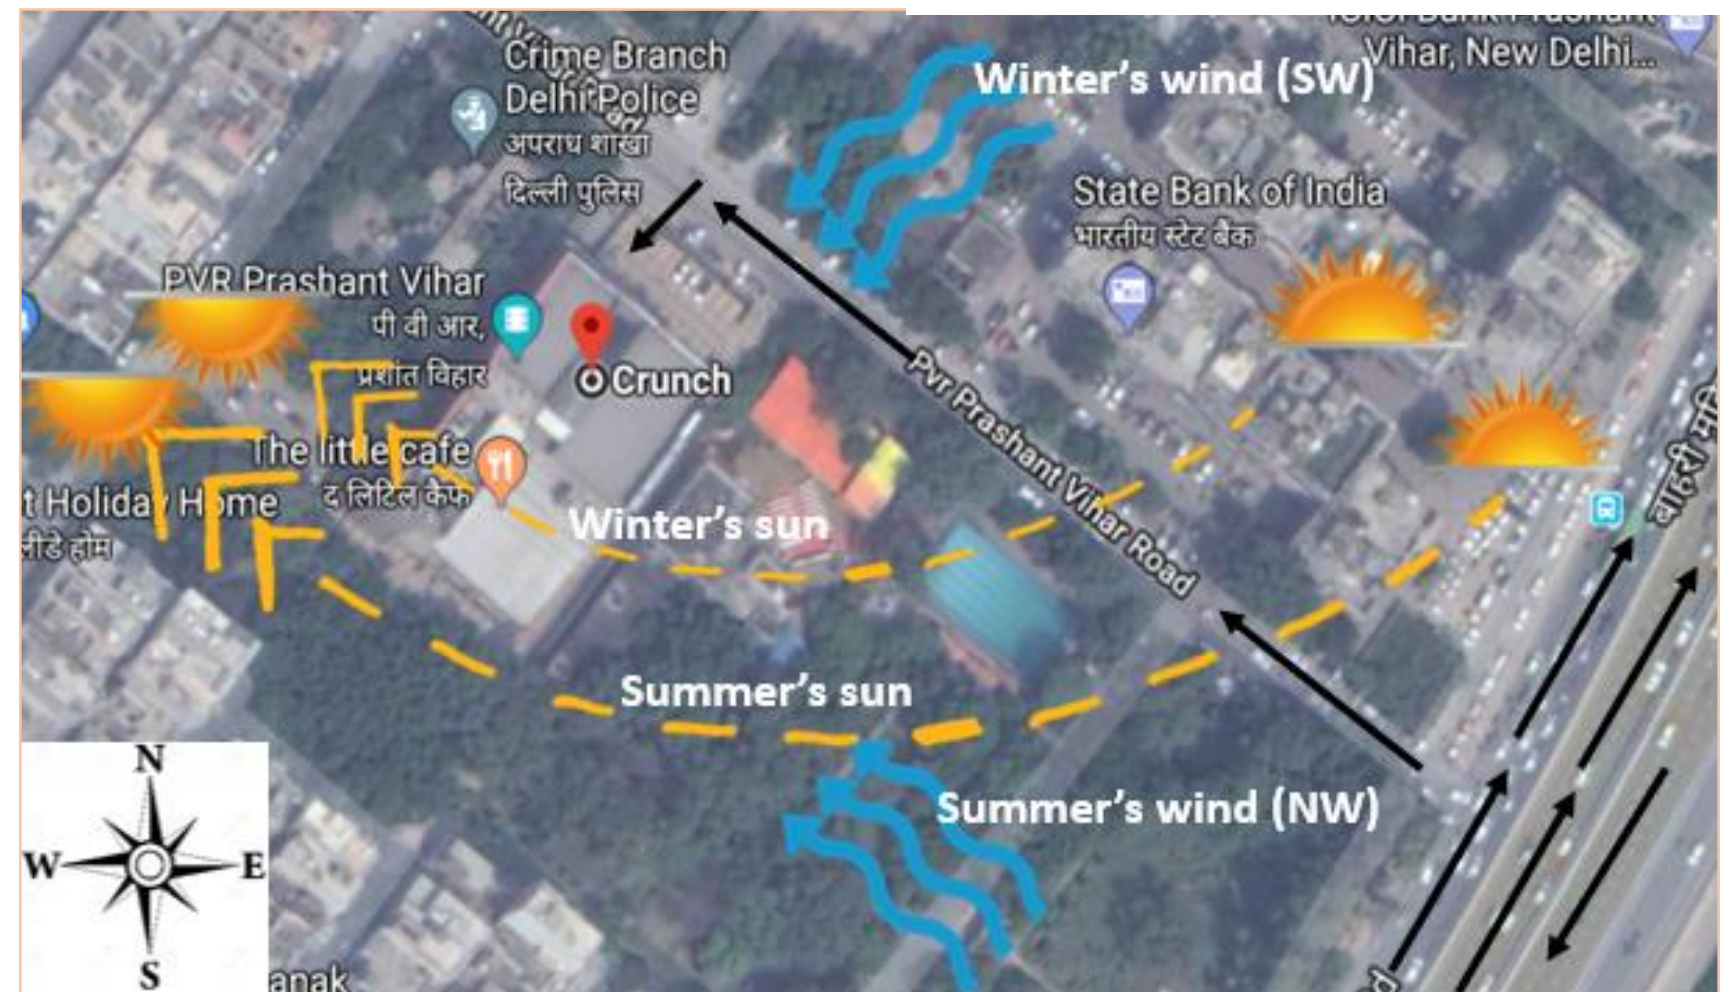 Crime Branch
Delhi Police
अपराध शाखा
दिल्ली पुलिस
Winter's wind (SW)
Vihar, New Delhi...
State Bank of India
भारतीय स्टेट बैंक
PVR Prashant Vihar
पी वी आर,
प्रशांत विहार
Crunch
Pvr Prashant Vihar Road
The little cafe
द लिटिल कैफे
t Holiday Home
लीडे होम
Winter's sun
बाहरी
Summer's sun
Summer's wind (NW)
N
W
E
S
anak